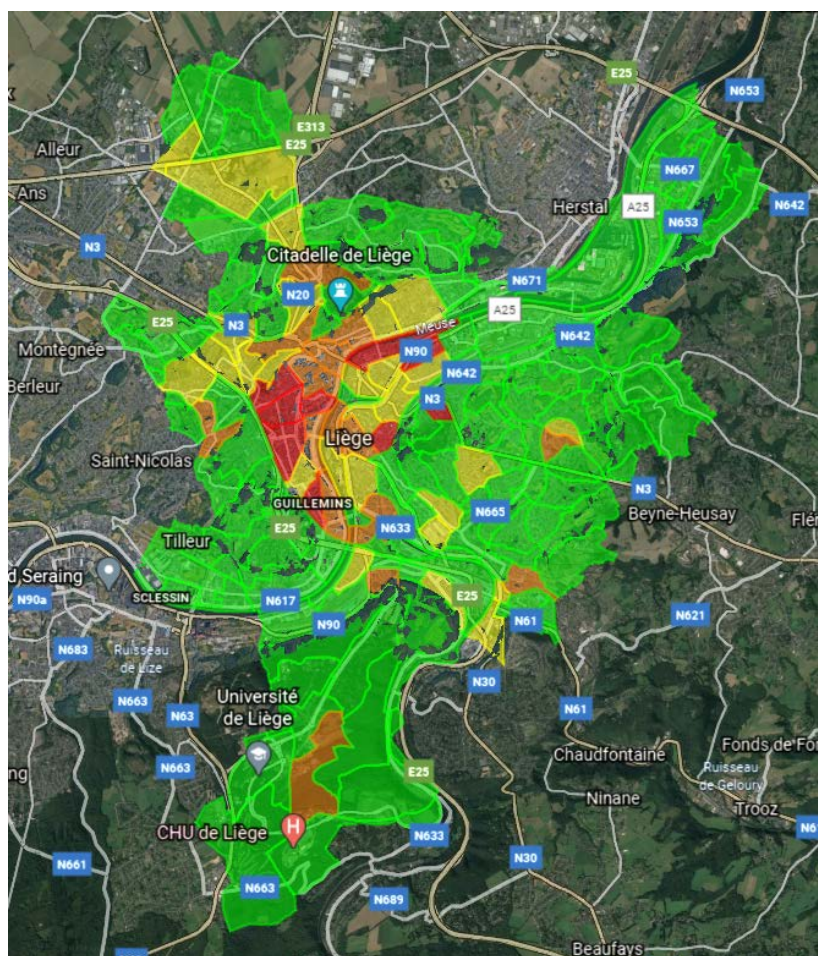 E25
N653
E313
Alleur
E25
N667
Ans
Herstal
A25
N642
N653
N3
Citadelle de Liège
N671
N20
A25
E25
N3
Meuse
N642
Montegnée
N90
N642
Berleur
N3
Liège
Saint-Nicolas
N3
GUILLEMINS
N665
Beyne-Heusay
E25
N633
Tilleur
d Seraing
E25
SCLESSIN
N617
N90a
N90
N61
N621
Ruisseau
de Lize
N683
N30
Université
de Liège
N663
N63
N61
Chaudfontaine
N663
E25
Ruisseau
de Geloury
ng
Ninane
Trooz
CHU de Liège
N633
N30
N661
N663
N689
Beaufays